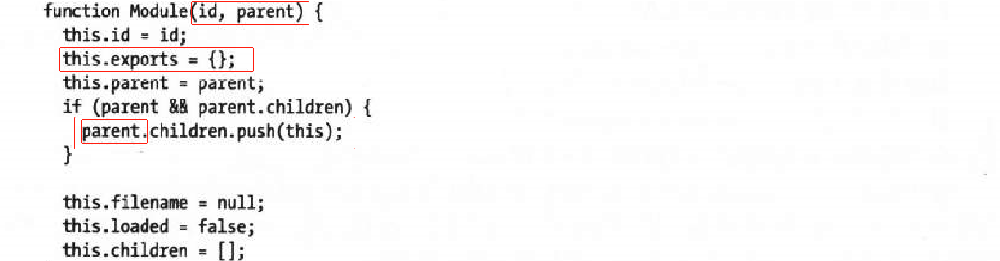 function Module(id, parent) {
  this.id = id;
  this.exports = {};
  this.parent = parent;
  if (parent && parent.children) {
    parent.children.push(this);
  }

  this.filename = null;
  this.loaded = false;
  this.children = [];